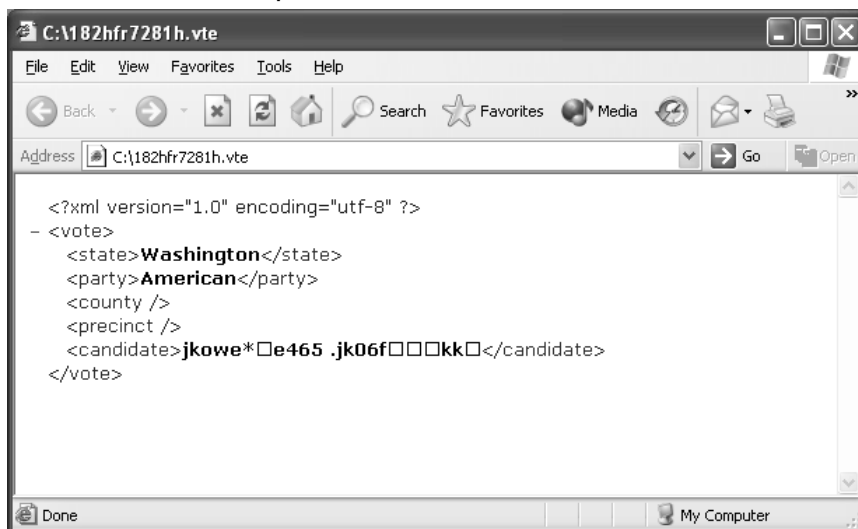 C:\182hfr7281h.vte
File Edit View Favorites Tools Help
Back Search Favorites Media »
Address C:\182hfr7281h.vte Go Open
<?xml version="1.0" encoding="utf-8" ?>
– <vote>
<state>Washington</state>
<party>American</party>
<county />
<precinct />
<candidate>jkowe*□e465 .jk06f□□□kk□</candidate>
</vote>
Done My Computer